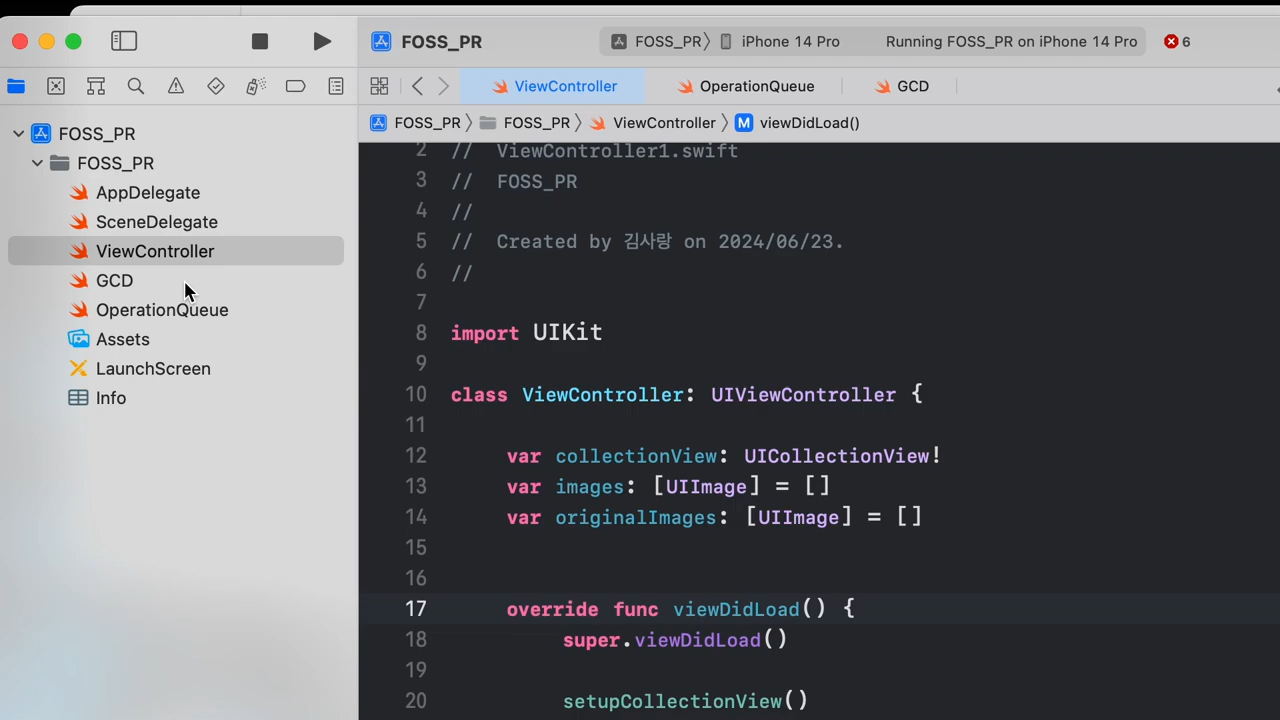 FOSS_PR
FOSS_PR 〉 iPhone 14 Pro
Running FOSS_PR on iPhone 14 Pro
6
ViewController
OperationQueue
GCD
FOSS_PR 〉 FOSS_PR 〉 ViewController 〉 M viewDidLoad()
FOSS_PR
FOSS_PR
AppDelegate
SceneDelegate
ViewController
GCD
OperationQueue
Assets
LaunchScreen
Info
2 // ViewController1.swift
3 // FOSS_PR
4 //
5 // Created by 김사랑 on 2024/06/23.
6 //
7
8 import UIKit
9
10 class ViewController: UIViewController {
11
12 var collectionView: UICollectionView!
13 var images: [UIImage] = []
14 var originalImages: [UIImage] = []
15
16
17 override func viewDidLoad() {
18 super.viewDidLoad()
19
20 setupCollectionView()